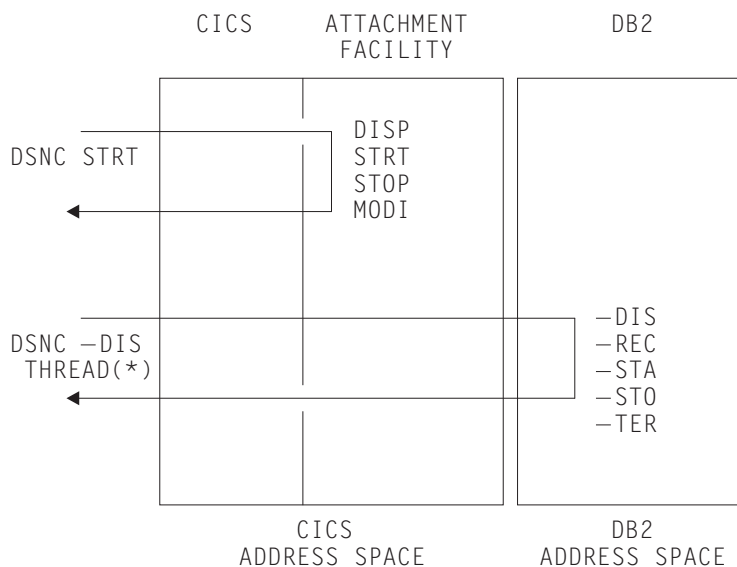 CICS
ATTACHMENT
FACILITY
DB2
DSNC STRT
DISP
STRT
STOP
MODI
DSNC –DIS
THREAD(*)
–DIS
–REC
–STA
–STO
–TER
CICS
ADDRESS SPACE
DB2
ADDRESS SPACE